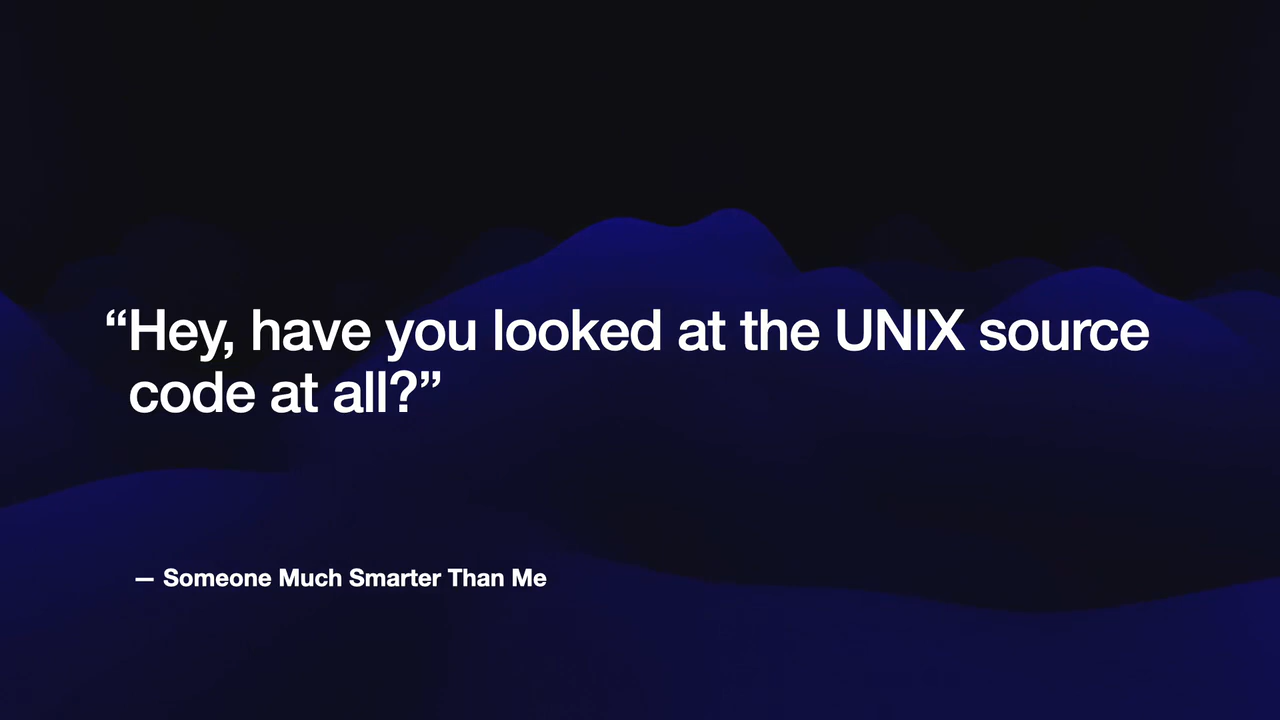 “Hey, have you looked at the UNIX source
code at all?”
— Someone Much Smarter Than Me